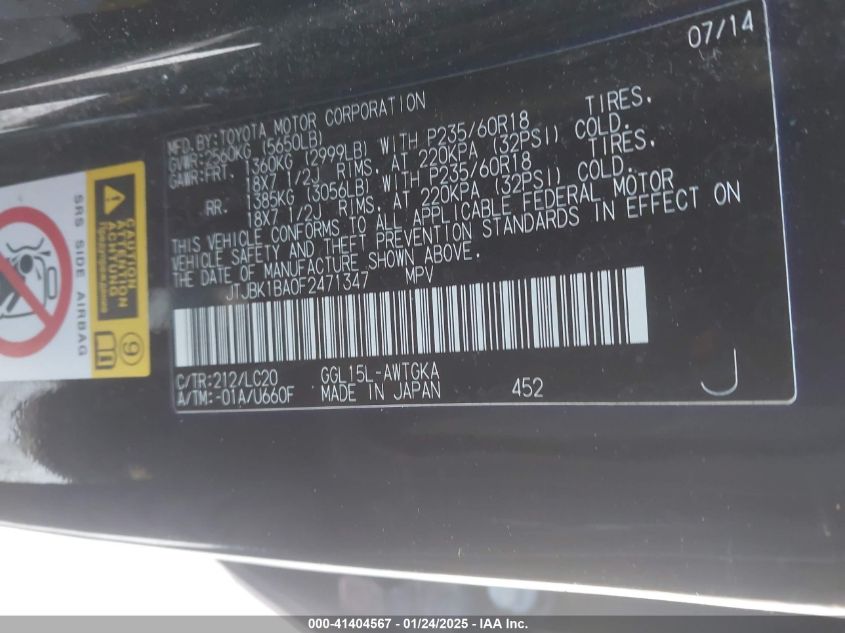 07/14
MFD.BY:TOYOTA MOTOR CORPORATION
GVWR:2560KG (5650LB)
GAWR:FRT. 1360KG (2999LB) WITH P235/60R18 TIRES.
18X7 1/2J RIMS. AT 220KPA (32PSI) COLD.
RR. 1385KG (3056LB) WITH P235/60R18 TIRES.
18X7 1/2J RIMS. AT 220KPA (32PSI) COLD.
THIS VEHICLE CONFORMS TO ALL APPLICABLE FEDERAL MOTOR
VEHICLE SAFETY AND THEFT PREVENTION STANDARDS IN EFFECT ON
THE DATE OF MANUFACTURE SHOWN ABOVE.
JTJBK1BA0F2471347 MPV
C/TR:212/LC20 GGL15L-AWTGKA
A/TM:-01A/U660F MADE IN JAPAN 452
J
SRS SIDE AIRBAG
CAUTION
ATTENTION
ACHTUNG
9
000-41404567 / 01/24/2025 / IAA Inc.